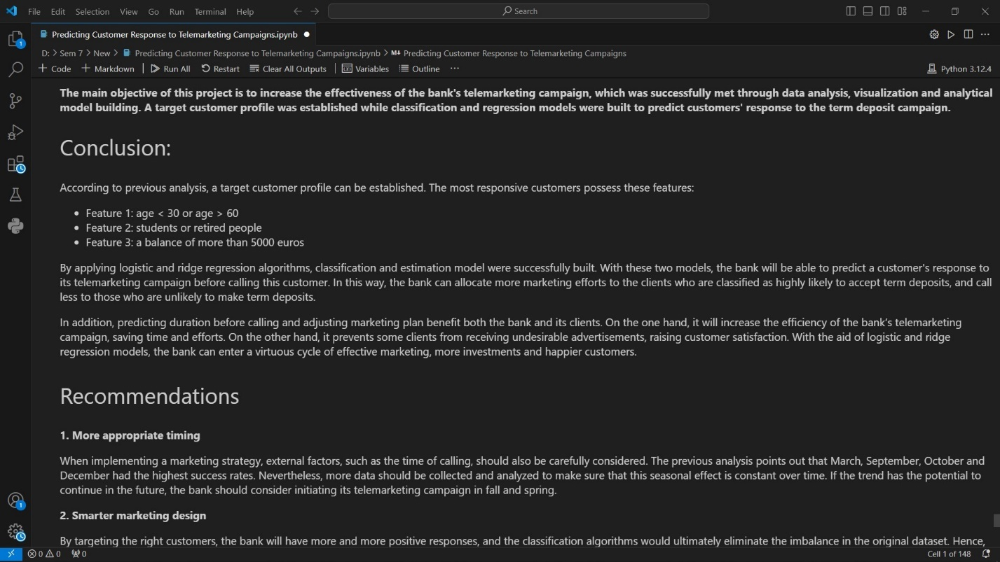 File Edit Selection View Go Run Terminal Help
Search
Predicting Customer Response to Telemarketing Campaigns.ipynb
D: > Sem 7 > New > Predicting Customer Response to Telemarketing Campaigns.ipynb > M↓ Predicting Customer Response to Telemarketing Campaigns
+ Code + Markdown | Run All Restart Clear All Outputs | Variables Outline ... Python 3.12.4
The main objective of this project is to increase the effectiveness of the bank's telemarketing campaign, which was successfully met through data analysis, visualization and analytical
model building. A target customer profile was established while classification and regression models were built to predict customers' response to the term deposit campaign.
Conclusion:
According to previous analysis, a target customer profile can be established. The most responsive customers possess these features:
• Feature 1: age < 30 or age > 60
• Feature 2: students or retired people
• Feature 3: a balance of more than 5000 euros
By applying logistic and ridge regression algorithms, classification and estimation model were successfully built. With these two models, the bank will be able to predict a customer's response to
its telemarketing campaign before calling this customer. In this way, the bank can allocate more marketing efforts to the clients who are classified as highly likely to accept term deposits, and call
less to those who are unlikely to make term deposits.
In addition, predicting duration before calling and adjusting marketing plan benefit both the bank and its clients. On the one hand, it will increase the efficiency of the bank’s telemarketing
campaign, saving time and efforts. On the other hand, it prevents some clients from receiving undesirable advertisements, raising customer satisfaction. With the aid of logistic and ridge
regression models, the bank can enter a virtuous cycle of effective marketing, more investments and happier customers.
Recommendations
1. More appropriate timing
When implementing a marketing strategy, external factors, such as the time of calling, should also be carefully considered. The previous analysis points out that March, September, October and
December had the highest success rates. Nevertheless, more data should be collected and analyzed to make sure that this seasonal effect is constant over time. If the trend has the potential to
continue in the future, the bank should consider initiating its telemarketing campaign in fall and spring.
2. Smarter marketing design
By targeting the right customers, the bank will have more and more positive responses, and the classification algorithms would ultimately eliminate the imbalance in the original dataset. Hence,
1
1
0 0 0
Cell 1 of 148